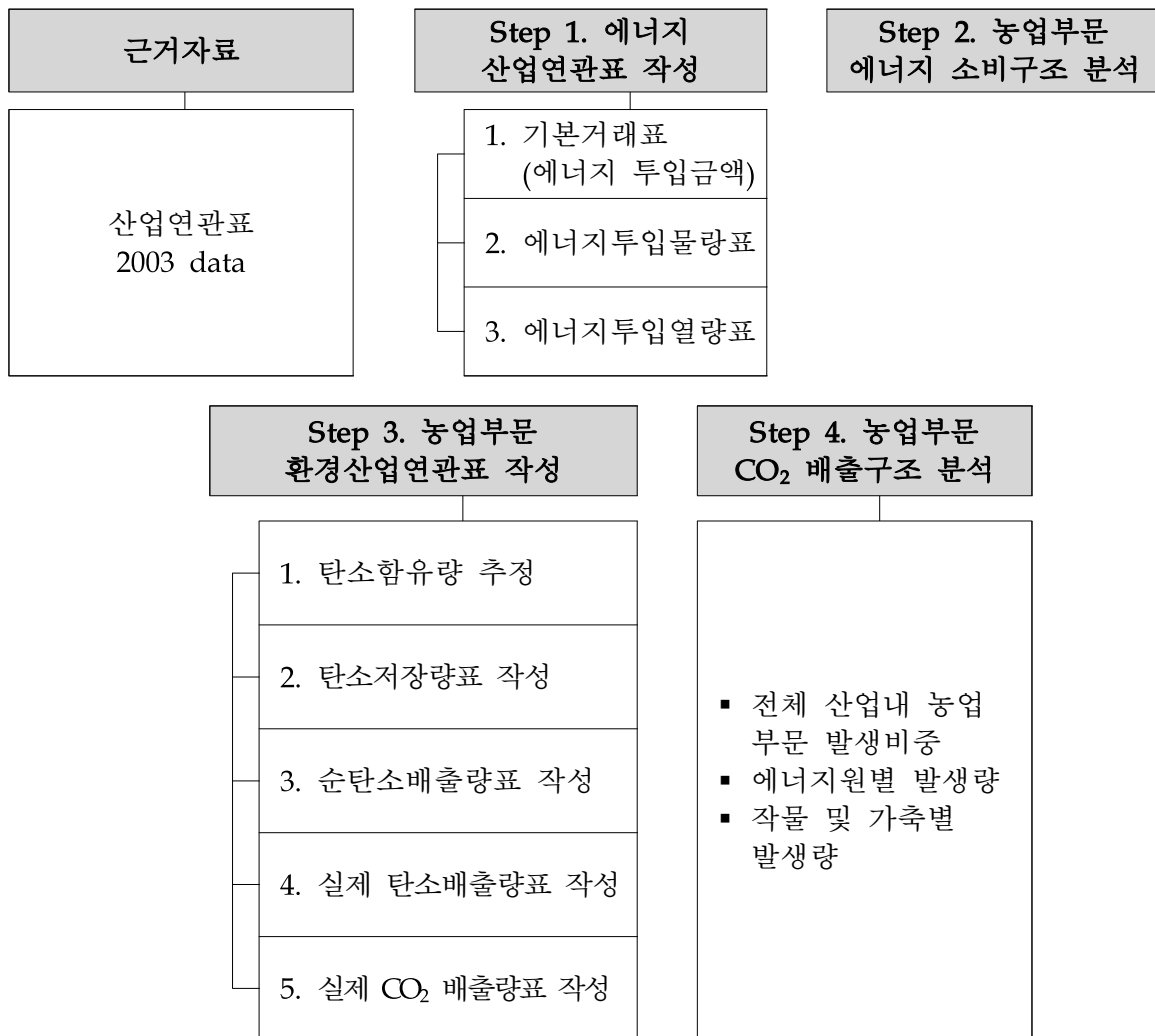 근거자료
산업연관표
2003 data
Step 1. 에너지
산업연관표 작성
1. 기본거래표
(에너지 투입금액)
2. 에너지투입물량표
3. 에너지투입열량표
Step 2. 농업부문
에너지 소비구조 분석
Step 3. 농업부문
환경산업연관표 작성
1. 탄소함유량 추정
2. 탄소저장량표 작성
3. 순탄소배출량표 작성
4. 실제 탄소배출량표 작성
5. 실제 CO₂ 배출량표 작성
Step 4. 농업부문
CO₂ 배출구조 분석
▪ 전체 산업내 농업
부문 발생비중
▪ 에너지원별 발생량
▪ 작물 및 가축별
발생량